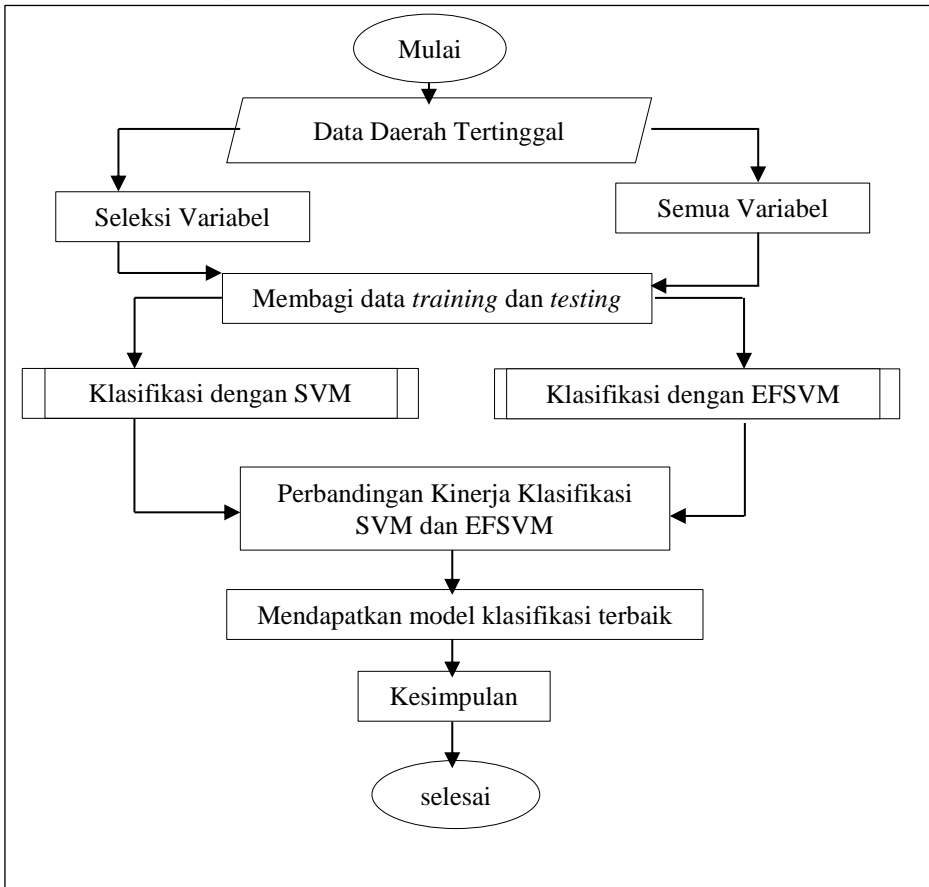 Mulai
Data Daerah Tertinggal
Seleksi Variabel
Semua Variabel
Membagi data training dan testing
Klasifikasi dengan SVM
Klasifikasi dengan EFSVM
Perbandingan Kinerja Klasifikasi
SVM dan EFSVM
Mendapatkan model klasifikasi terbaik
Kesimpulan
selesai